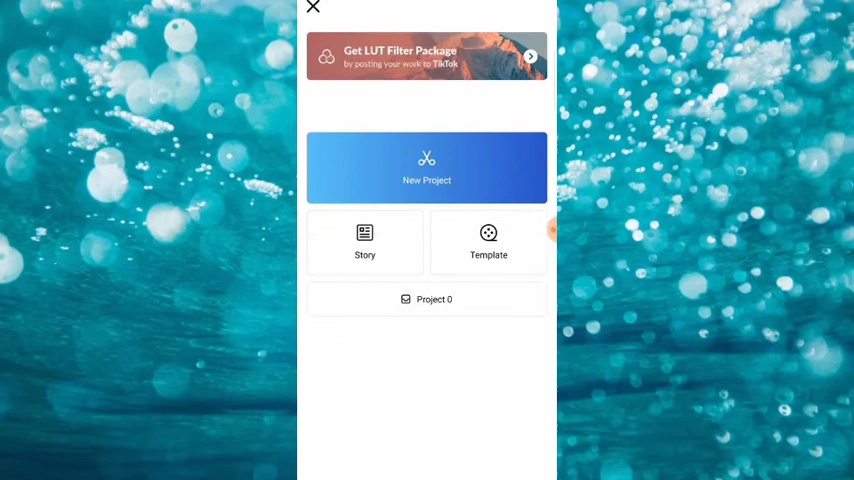 Get LUT Filter Package
by posting your work to TikTok
New Project
Story
Template
Project 0